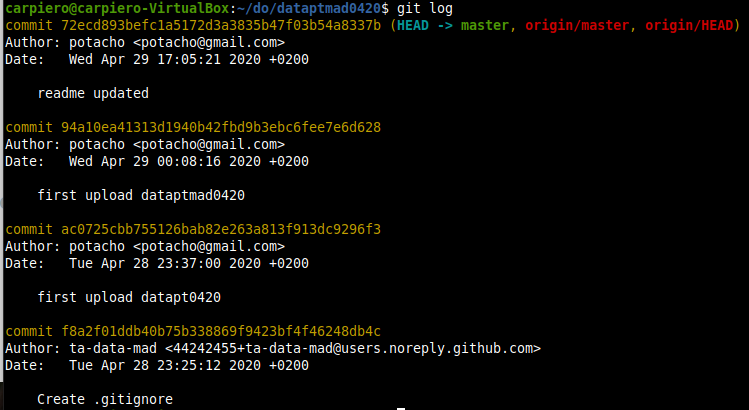 carpiero@carpiero-VirtualBox:~/do/dataptmad0420$ git log
commit 72ecd893befc1a5172d3a3835b47f03b54a8337b (HEAD -> master, origin/master, origin/HEAD)
Author: potacho <potacho@gmail.com>
Date:   Wed Apr 29 17:05:21 2020 +0200
readme updated
commit 94a10ea41313d1940b42fbd9b3ebc6fee7e6d628
Author: potacho <potacho@gmail.com>
Date:   Wed Apr 29 00:08:16 2020 +0200
first upload dataptmad0420
commit ac0725cbb755126bab82e263a813f913dc9296f3
Author: potacho <potacho@gmail.com>
Date:   Tue Apr 28 23:37:00 2020 +0200
first upload datapt0420
commit f8a2f01ddb40b75b338869f9423bf4f46248db4c
Author: ta-data-mad <44242455+ta-data-mad@users.noreply.github.com>
Date:   Tue Apr 28 23:25:12 2020 +0200
Create .gitignore